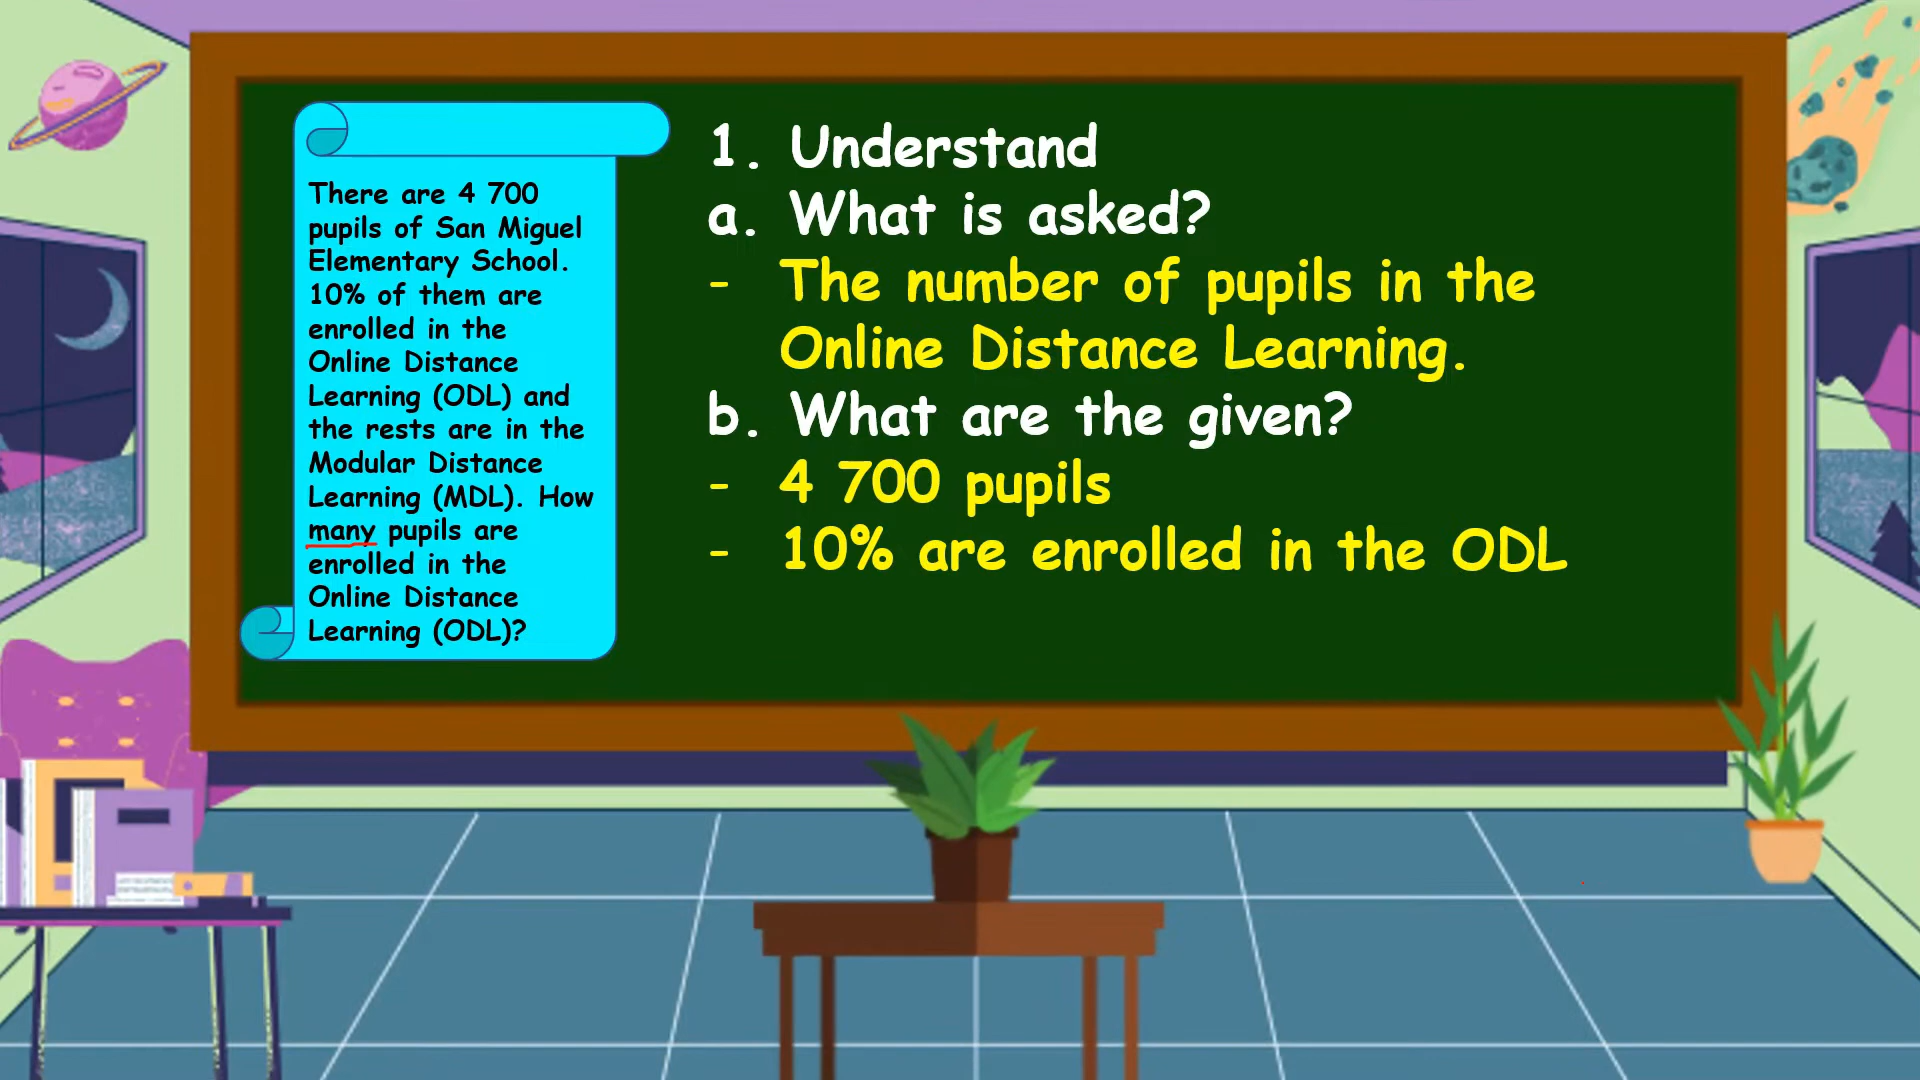 There are 4 700
pupils of San Miguel
Elementary School.
10% of them are
enrolled in the
Online Distance
Learning (ODL) and
the rests are in the
Modular Distance
Learning (MDL). How
many pupils are
enrolled in the
Online Distance
Learning (ODL)?
1. Understand
a. What is asked?
- The number of pupils in the
Online Distance Learning.
b. What are the given?
- 4 700 pupils
- 10% are enrolled in the ODL